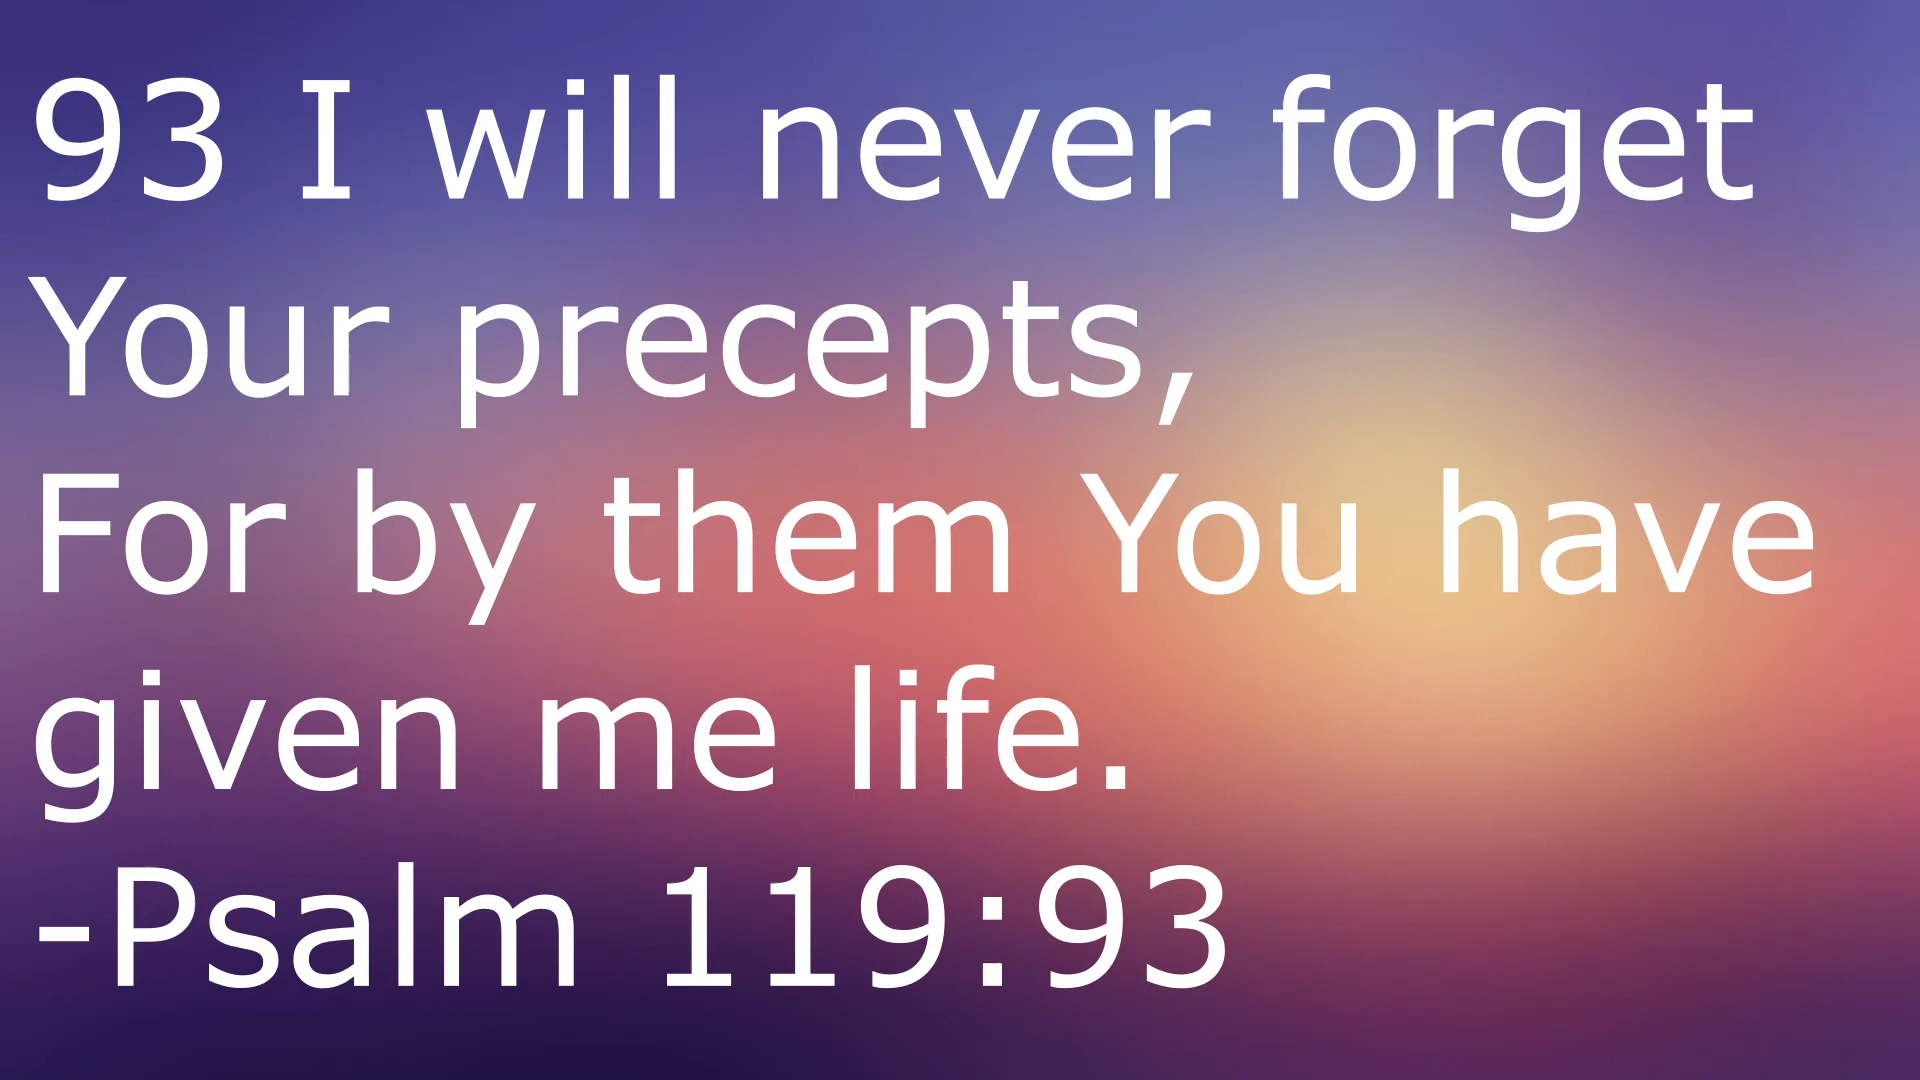 93 I will never forget
Your precepts,
For by them You have
given me life.
-Psalm 119:93